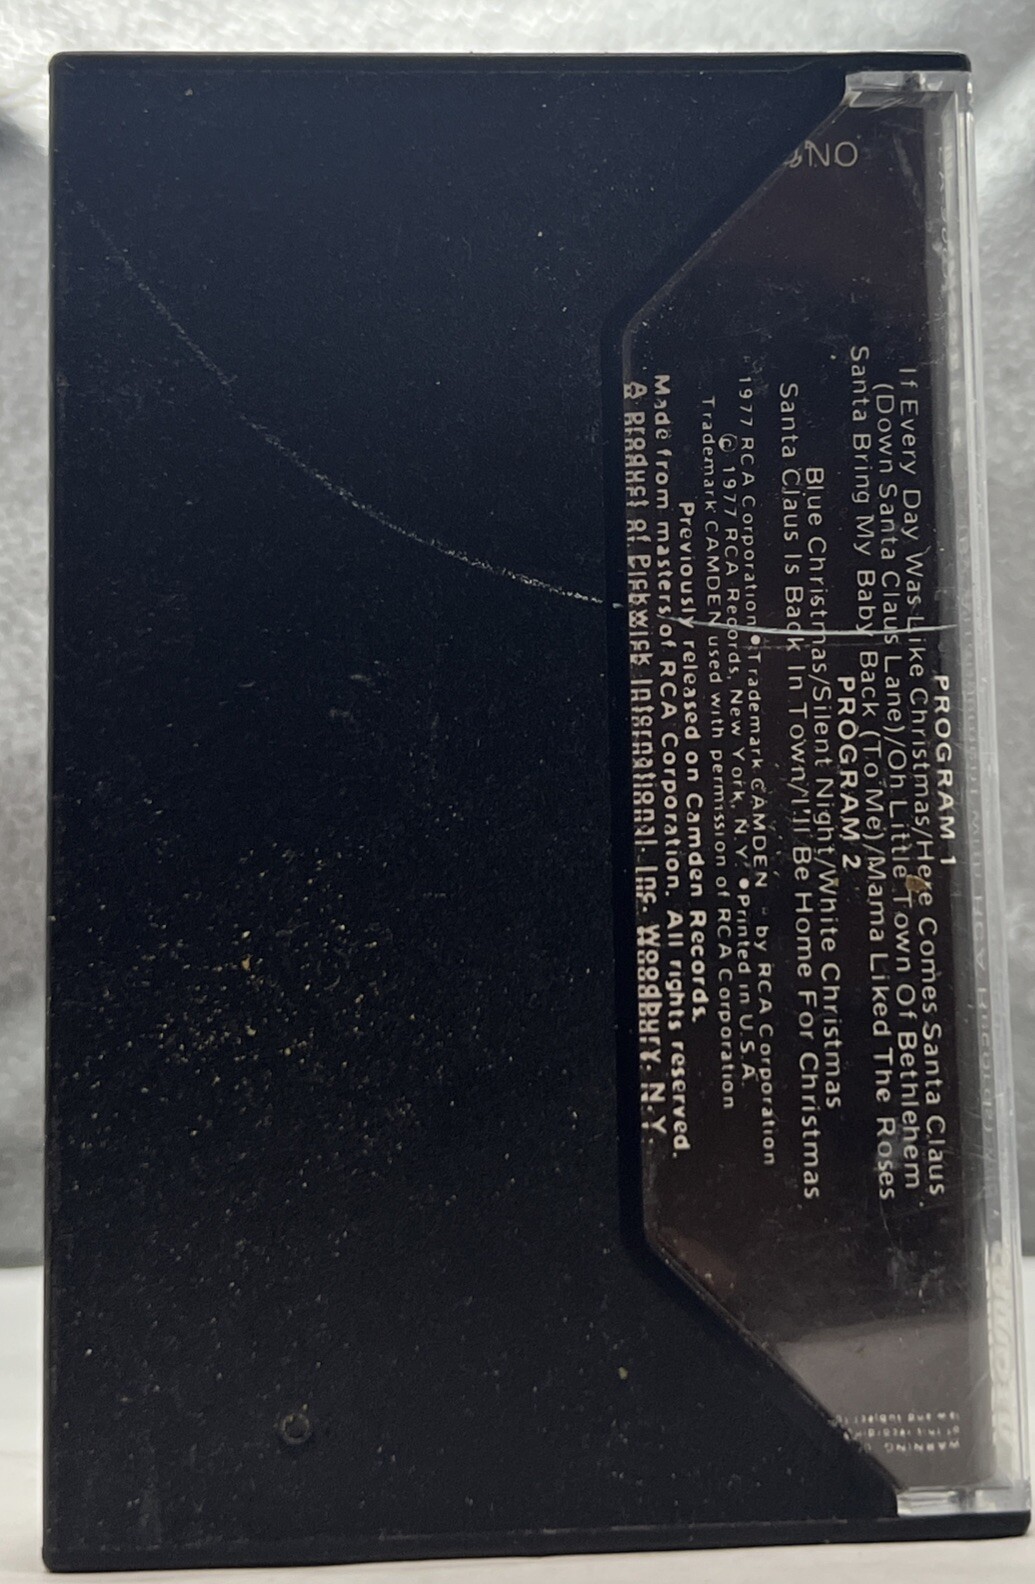 PROGRAM 1
If Every Day Was Like Christmas/Here Comes Santa Claus
(Down Santa Claus Lane)/Oh Little Town Of Bethlehem
Santa Bring My Baby Back (To Me)/Mama Liked The Roses
PROGRAM 2
Blue Christmas/Silent Night/White Christmas
Santa Claus Is Back In Town/I'll Be Home For Christmas
1977 RCA Corporation • Trademark CAMDEN " by RCA Corporation
© 1977 RCA Records, New York, N.Y. • Printed in U.S.A
Trademark CAMDEN used with permission of RCA Corporation
Previously released on Camden Records.
Made from masters of RCA Corporation. All rights reserved.
A Product of Pickwick International, Inc. Woodbury, N.Y.
WARNING